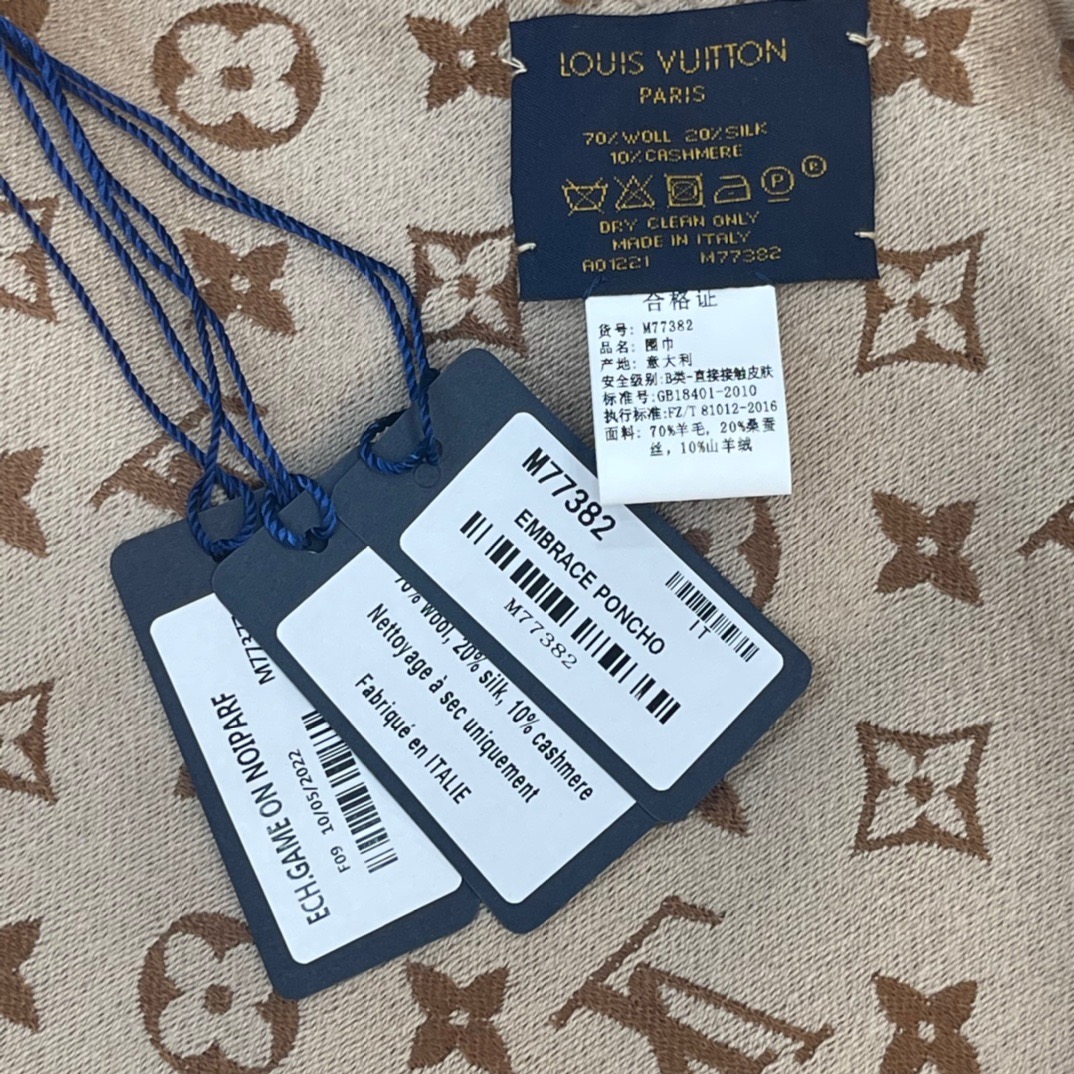 LOUIS VUITTON
PARIS
70% WOLL 20% SILK
10% CASHMERE
P
®
DRY CLEAN ONLY
MADE IN ITALY
A01221 M77382
合格证
货号: M77382
品名: 围巾
产地: 意大利
安全级别:B类-直接接触皮肤
标准号:GB18401-2010
执行标准:FZ/T 81012-2016
面料: 70%羊毛, 20%桑蚕
丝, 10%山羊绒
M77382
EMBRACE PONCHO
M77382
IT
70% wool, 20% silk, 10% cashmere
Nettoyage à sec uniquement
Fabriqué en ITALIE
ECH.GAME ON NOIPARF
F09 10/05/2022